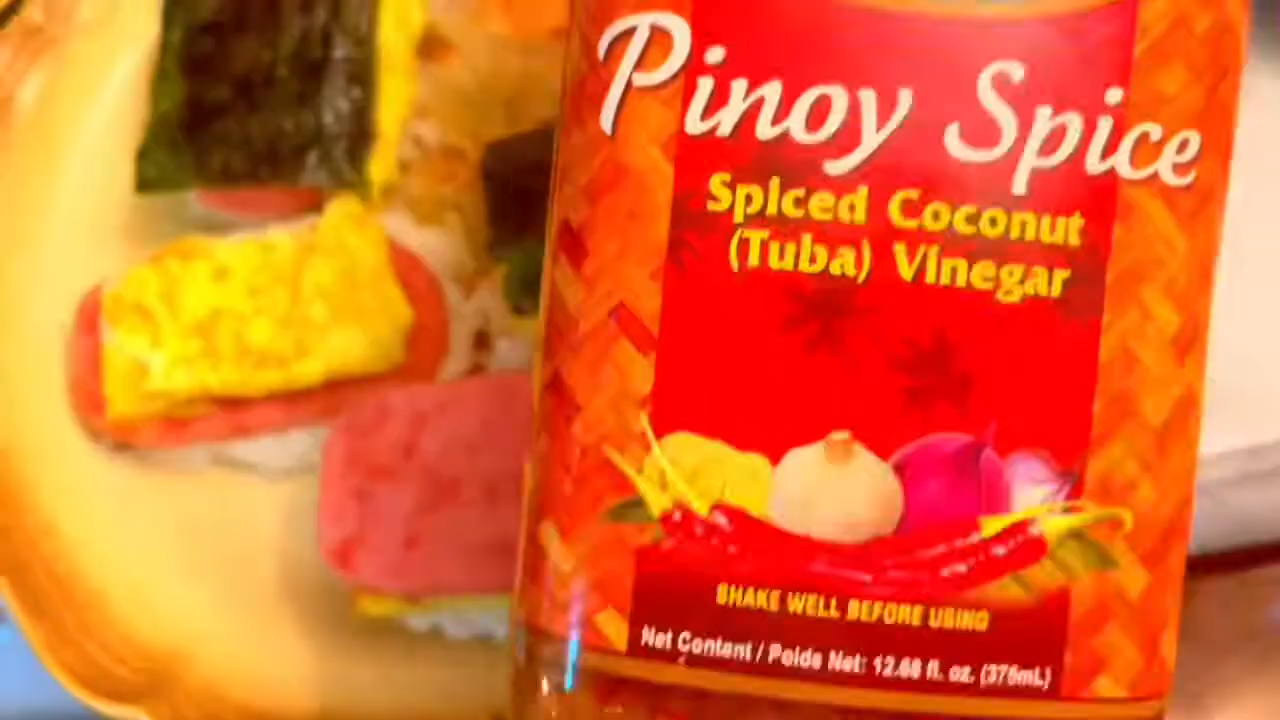 Pinoy Spice
Spiced Coconut
(Tuba) Vinegar
SHAKE WELL BEFORE USING
Net Content / Poids Net: 12.68 fl. oz. (375mL)